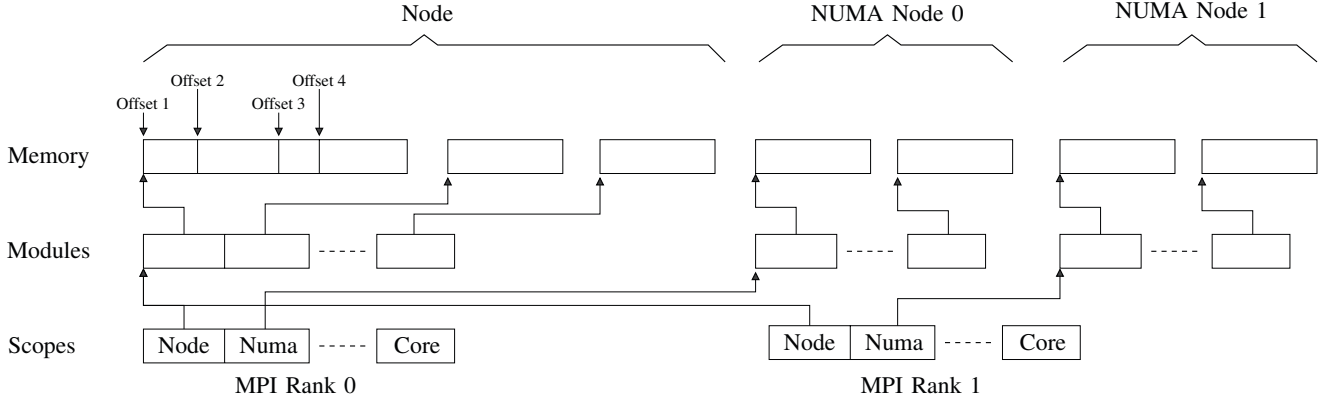 Node
NUMA Node 0
NUMA Node 1
Offset 2
Offset 4
Offset 1
Offset 3
Memory
Modules
Scopes
Node
Numa
Core
Node
Numa
Core
MPI Rank 0
MPI Rank 1